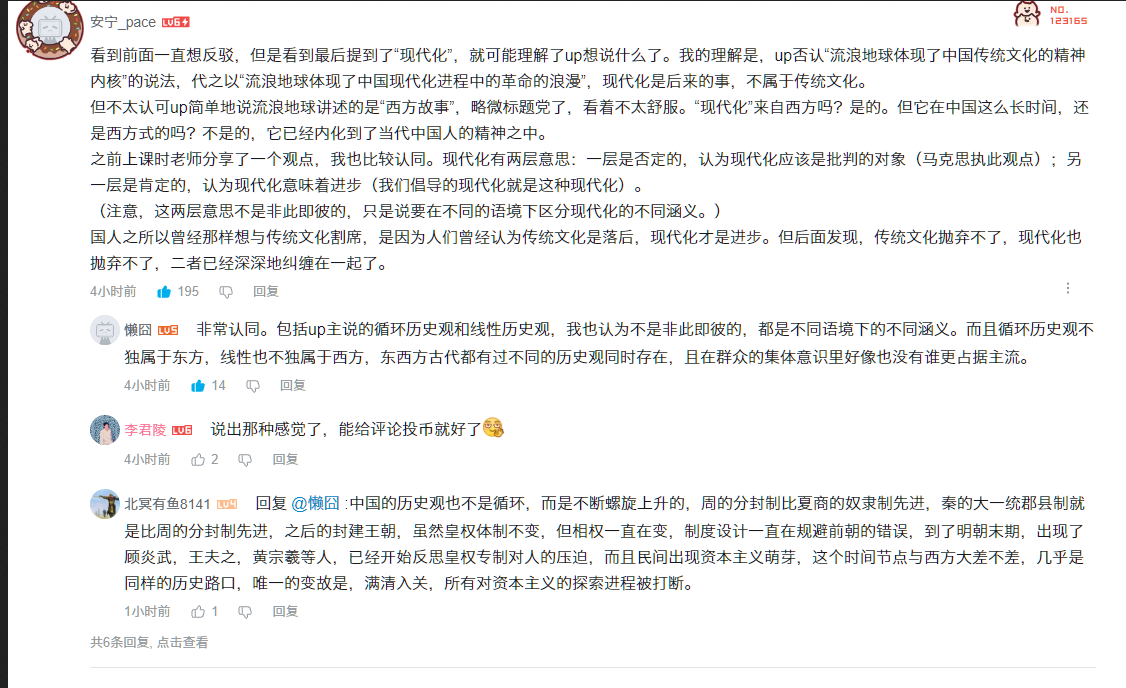 安宁_pace LV6
NO.
123165
看到前面一直想反驳，但是看到最后提到了“现代化”，就可能理解了up想说什么了。我的理解是，up否认“流浪地球体现了中国传统文化的精神
内核”的说法，代之以“流浪地球体现了中国现代化进程中的革命的浪漫”，现代化是后来的事，不属于传统文化。
但不太认可up简单地说流浪地球讲述的是“西方故事”，略微标题党了，看着不太舒服。“现代化”来自西方吗？是的。但它在中国这么长时间，还
是西方式的吗？不是的，它已经内化到了当代中国人的精神之中。
之前上课时老师分享了一个观点，我也比较认同。现代化有两层意思：一层是否定的，认为现代化应该是批判的对象（马克思执此观点）；另
一层是肯定的，认为现代化意味着进步（我们倡导的现代化就是这种现代化）。
（注意，这两层意思不是非此即彼的，只是说要在不同的语境下区分现代化的不同涵义。）
国人之所以曾经那样想与传统文化割席，是因为人们曾经认为传统文化是落后，现代化才是进步。但后面发现，传统文化抛弃不了，现代化也
抛弃不了，二者已经深深地纠缠在一起了。
4小时前 195 回复
懒囧 LV5 非常认同。包括up主说的循环历史观和线性历史观，我也认为不是非此即彼的，都是不同语境下的不同涵义。而且循环历史观不
独属于东方，线性也不独属于西方，东西方古代都有过不同的历史观同时存在，且在群众的集体意识里好像也没有谁更占据主流。
4小时前 14 回复
李君陵 LV6 说出那种感觉了，能给评论投币就好了
4小时前 2 回复
北冥有鱼8141 LV4 回复 @懒囧 :中国的历史观也不是循环，而是不断螺旋上升的，周的分封制比夏商的奴隶制先进，秦的大一统郡县制就
是比周的分封制先进，之后的封建王朝，虽然皇权体制不变，但相权一直在变，制度设计一直在规避前朝的错误，到了明朝末期，出现了
顾炎武，王夫之，黄宗羲等人，已经开始反思皇权专制对人的压迫，而且民间出现资本主义萌芽，这个时间节点与西方大差不差，几乎是
同样的历史路口，唯一的变故是，满清入关，所有对资本主义的探索进程被打断。
1小时前 1 回复
共6条回复, 点击查看